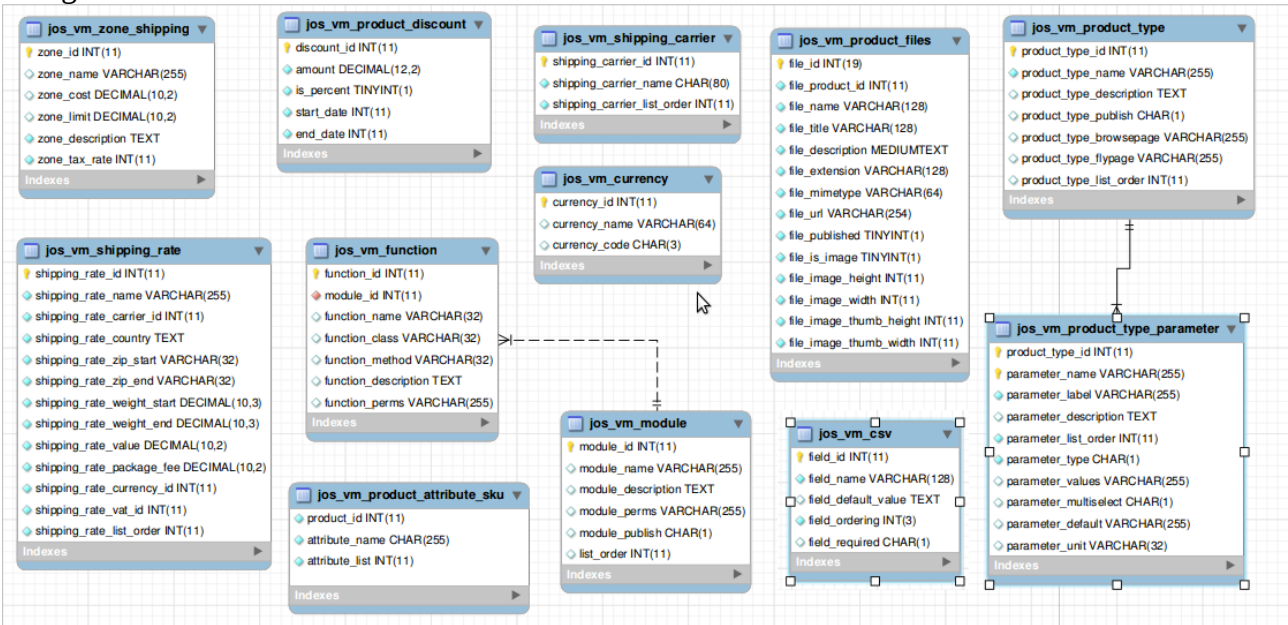 jos_vm_zone_shipping
zone_id INT(11)
zone_name VARCHAR(255)
zone_cost DECIMAL(10,2)
zone_limit DECIMAL(10,2)
zone_description TEXT
zone_tax_rate INT(11)
Indexes
jos_vm_product_discount
discount_id INT(11)
amount DECIMAL(12,2)
is_percent TINYINT(1)
start_date INT(11)
end_date INT(11)
Indexes
jos_vm_shipping_carrier
shipping_carrier_id INT(11)
shipping_carrier_name CHAR(80)
shipping_carrier_list_order INT(11)
Indexes
jos_vm_product_files
file_id INT(19)
file_product_id INT(11)
file_name VARCHAR(128)
file_title VARCHAR(128)
file_description MEDIUMTEXT
file_extension VARCHAR(128)
file_mimetype VARCHAR(64)
file_url VARCHAR(254)
file_published TINYINT(1)
file_is_image TINYINT(1)
file_image_height INT(11)
file_image_width INT(11)
file_image_thumb_height INT(11)
file_image_thumb_width INT(11)
Indexes
jos_vm_product_type
product_type_id INT(11)
product_type_name VARCHAR(255)
product_type_description TEXT
product_type_publish CHAR(1)
product_type_browsepage VARCHAR(255)
product_type_flypage VARCHAR(255)
product_type_list_order INT(11)
Indexes
jos_vm_currency
currency_id INT(11)
currency_name VARCHAR(64)
currency_code CHAR(3)
Indexes
jos_vm_shipping_rate
shipping_rate_id INT(11)
shipping_rate_name VARCHAR(255)
shipping_rate_carrier_id INT(11)
shipping_rate_country TEXT
shipping_rate_zip_start VARCHAR(32)
shipping_rate_zip_end VARCHAR(32)
shipping_rate_weight_start DECIMAL(10,3)
shipping_rate_weight_end DECIMAL(10,3)
shipping_rate_value DECIMAL(10,2)
shipping_rate_package_fee DECIMAL(10,2)
shipping_rate_currency_id INT(11)
shipping_rate_vat_id INT(11)
shipping_rate_list_order INT(11)
Indexes
jos_vm_function
function_id INT(11)
module_id INT(11)
function_name VARCHAR(32)
function_class VARCHAR(32)
function_method VARCHAR(32)
function_description TEXT
function_perms VARCHAR(255)
Indexes
jos_vm_product_type_parameter
product_type_id INT(11)
parameter_name VARCHAR(255)
parameter_label VARCHAR(255)
parameter_description TEXT
parameter_list_order INT(11)
parameter_type CHAR(1)
parameter_values VARCHAR(255)
parameter_multiselect CHAR(1)
parameter_default VARCHAR(255)
parameter_unit VARCHAR(32)
Indexes
jos_vm_module
module_id INT(11)
module_name VARCHAR(255)
module_description TEXT
module_perms VARCHAR(255)
module_publish CHAR(1)
list_order INT(11)
Indexes
jos_vm_csv
field_id INT(11)
field_name VARCHAR(128)
field_default_value TEXT
field_ordering INT(3)
field_required CHAR(1)
Indexes
jos_vm_product_attribute_sku
product_id INT(11)
attribute_name CHAR(255)
attribute_list INT(11)
Indexes